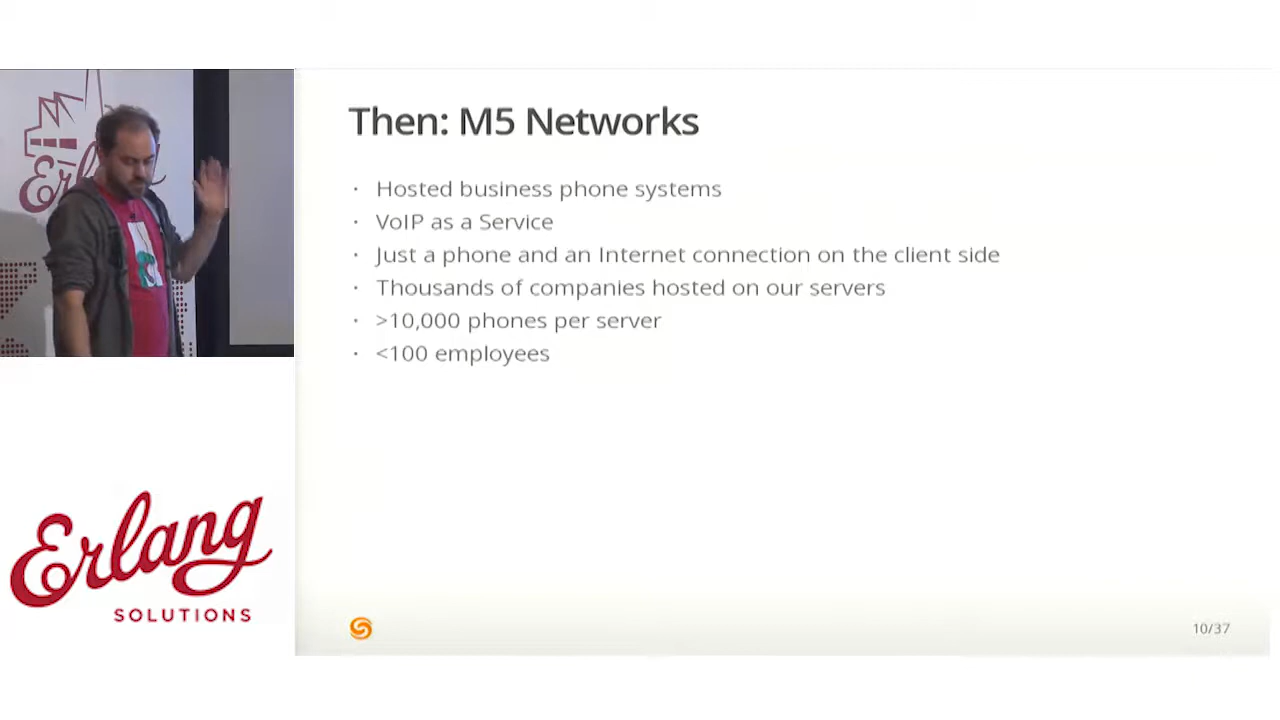 Then: M5 Networks
· Hosted business phone systems
· VoIP as a Service
· Just a phone and an Internet connection on the client side
· Thousands of companies hosted on our servers
· >10,000 phones per server
· <100 employees
Erlang
SOLUTIONS
10/37